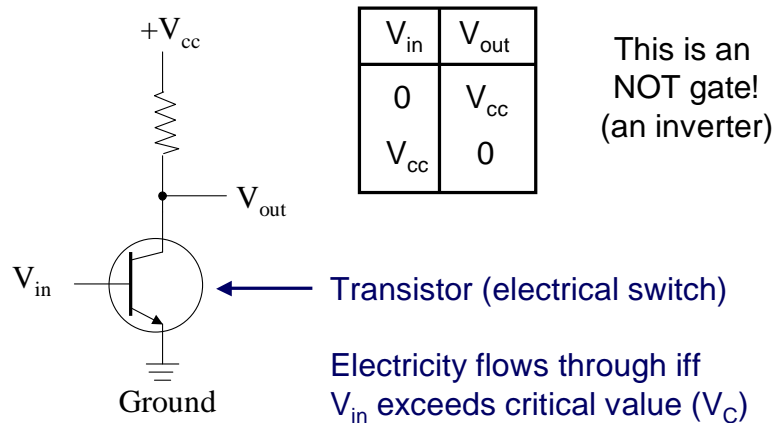 +Vcc
Vin Vout
0 Vcc
Vcc 0
This is an
NOT gate!
(an inverter)
Vout
Vin
Transistor (electrical switch)
Electricity flows through iff
Vin exceeds critical value (VC)
Ground